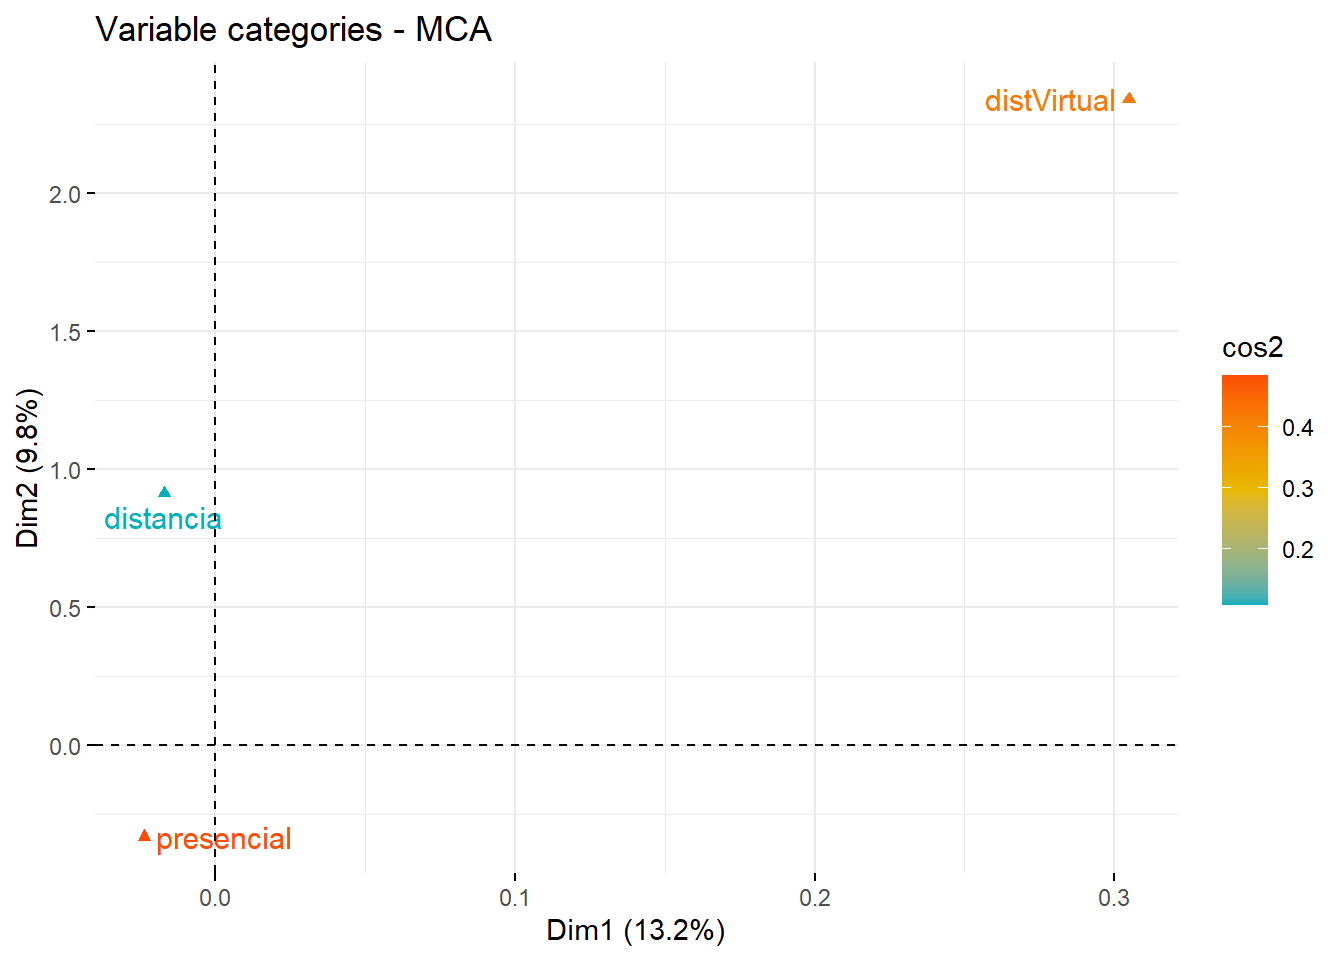 Variable categories - MCA
distVirtual
distancia
presencial
2.0
1.5
1.0
0.5
0.0
Dim2 (9.8%)
0.0
0.1
0.2
0.3
Dim1 (13.2%)
cos2
0.4
0.3
0.2